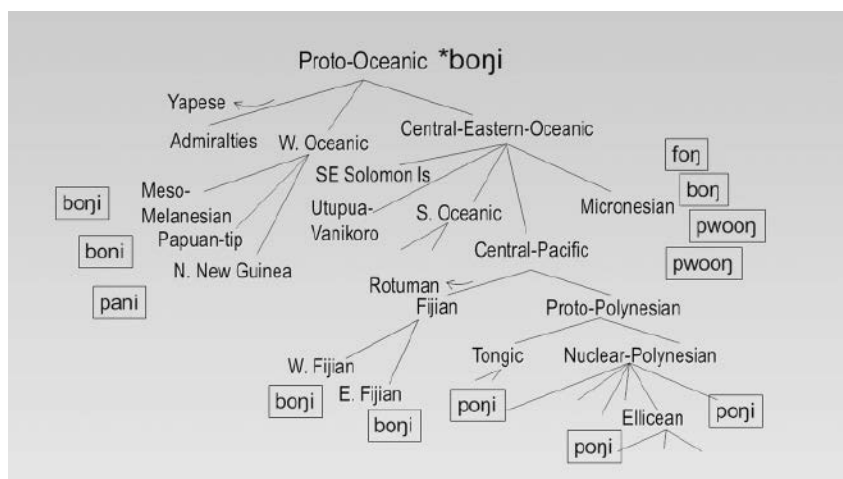 Proto-Oceanic *boŋi
Yapese
Admiralties
W. Oceanic
Central-Eastern-Oceanic
foŋ
SE Solomon Is
boŋi
Meso-
Melanesian
Utupua-
Vanikoro
S. Oceanic
Micronesian
boŋ
pwooŋ
boni
Papuan-tip
Central-Pacific
pwooŋ
N. New Guinea
pani
Rotuman
Fijian
Proto-Polynesian
W. Fijian
Tongic
Nuclear-Polynesian
boŋi
E. Fijian
boŋi
poŋi
Ellicean
poŋi
poŋi